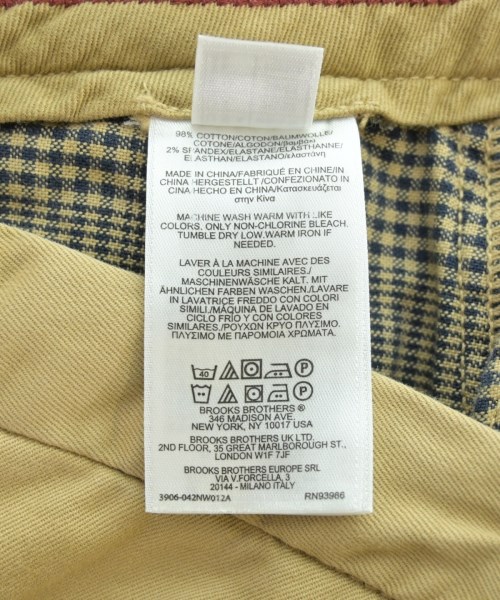 98% COTTON/COTON/BAUMWOLLE/
COTONE/ALGODON/βαμβάκι
2% SPANDEX/ELASTANE/ELASTHANNE/
ELASTHAN/ELASTANO/ελαστάνη
MADE IN CHINA/FABRIQUÉ EN CHINE/IN
CHINA HERGESTELLT /CONFEZIONATO IN
CINA HECHO EN CHINA/Κατασκευάζεται
στην Κίνα
MACHINE WASH WARM WITH LIKE
COLORS. ONLY NON-CHLORINE BLEACH.
TUMBLE DRY LOW.WARM IRON IF
NEEDED.
LAVER À LA MACHINE AVEC DES
COULEURS SIMILAIRES./
MASCHINENWÄSCHE KALT. MIT
ÄHNLICHEN FARBEN WASCHEN./LAVARE
IN LAVATRICE FREDDO CON COLORI
SIMILI./MÁQUINA DE LAVADO EN
CICLO FRÍO Y CON COLORES
SIMILARES./ΡΟΥΧΩΝ ΚΡΥΟ ΠΛΥΣΙΜΟ.
ΠΛΥΣΙΜΟ ΜΕ ΠΑΡΟΜΟΙΑ ΧΡΩΜΑΤΑ.
40 P
P
BROOKS BROTHERS ®
346 MADISON AVE.
NEW YORK, NY 10017 USA
BROOKS BROTHERS UK LTD.
2ND FLOOR, 35 GREAT MARLBOROUGH ST.,
LONDON W1F 7JF
BROOKS BROTHERS EUROPE SRL
VIA V.FORCELLA, 3
20144 - MILANO ITALY
3906-042NW012A RN93986